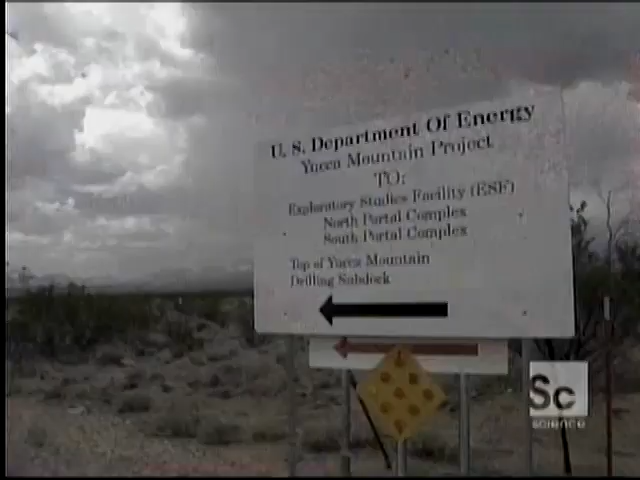 U. S. Department Of Energy
Yucca Mountain Project
TO:
Exploratory Studies Facility (ESF)
North Portal Complex
South Portal Complex
Top of Yucca Mountain
Drilling Subdock
Sc
science